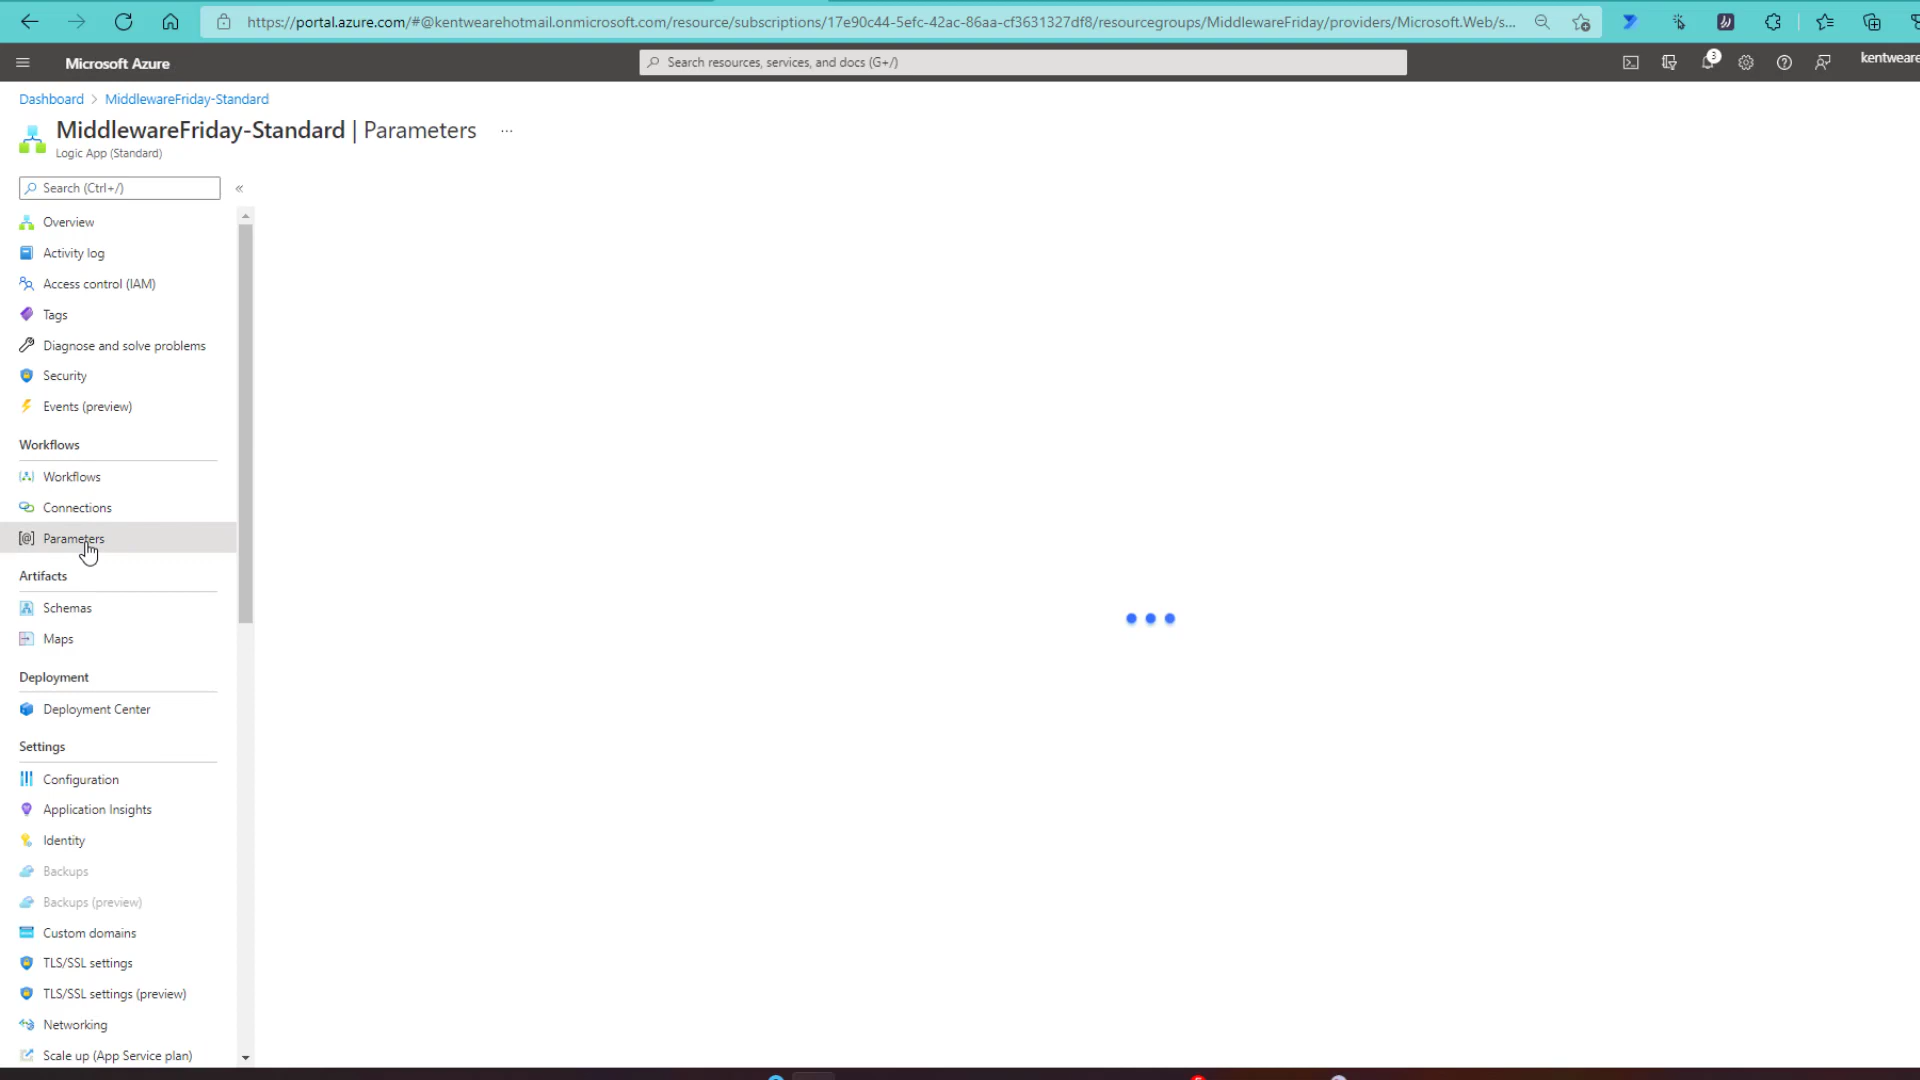 https://portal.azure.com/#@kentwearehotmail.onmicrosoft.com/resource/subscriptions/17e90c44-5efc-42ac-86aa-cf3631327df8/resourcegroups/MiddlewareFriday/providers/Microsoft.Web/s...
Microsoft Azure
Search resources, services, and docs (G+/)
3
kentweare
Dashboard > MiddlewareFriday-Standard
MiddlewareFriday-Standard | Parameters ...
Logic App (Standard)
Search (Ctrl+/)
«
Overview
Activity log
Access control (IAM)
Tags
Diagnose and solve problems
Security
Events (preview)
Workflows
Workflows
Connections
Parameters
Artifacts
Schemas
Maps
Deployment
Deployment Center
Settings
Configuration
Application Insights
Identity
Backups
Backups (preview)
Custom domains
TLS/SSL settings
TLS/SSL settings (preview)
Networking
Scale up (App Service plan)